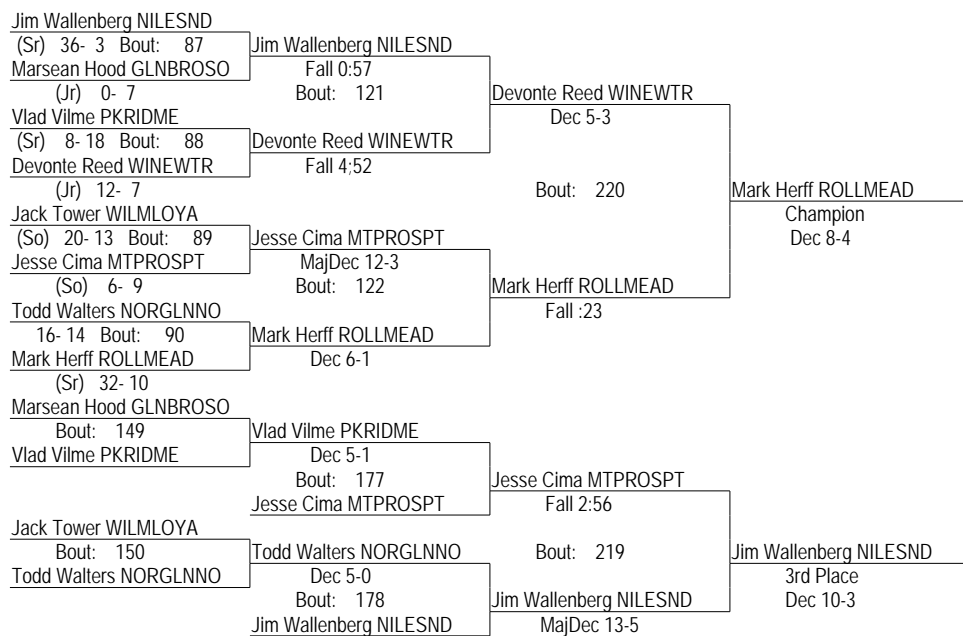 Jim Wallenberg NILESND
(Sr) 36- 3 Bout: 87
Jim Wallenberg NILESND
Marsean Hood GLNBROSO
Fall 0:57
(Jr) 0- 7
Bout: 121
Devonte Reed WINEWTR
Vlad Vilme PKRIDME
Dec 5-3
(Sr) 8- 18 Bout: 88
Devonte Reed WINEWTR
Devonte Reed WINEWTR
Fall 4;52
(Jr) 12- 7
Bout: 220
Mark Herff ROLLMEAD
Jack Tower WILMLOYA
Champion
(So) 20- 13 Bout: 89
Jesse Cima MTPROSPT
Dec 8-4
Jesse Cima MTPROSPT
MajDec 12-3
(So) 6- 9
Bout: 122
Mark Herff ROLLMEAD
Todd Walters NORGLNNO
Fall :23
16- 14 Bout: 90
Mark Herff ROLLMEAD
Mark Herff ROLLMEAD
Dec 6-1
(Sr) 32- 10
Marsean Hood GLNBROSO
Bout: 149
Vlad Vilme PKRIDME
Vlad Vilme PKRIDME
Dec 5-1
Bout: 177
Jesse Cima MTPROSPT
Jesse Cima MTPROSPT
Fall 2:56
Jack Tower WILMLOYA
Bout: 150
Todd Walters NORGLNNO
Bout: 219
Jim Wallenberg NILESND
Todd Walters NORGLNNO
Dec 5-0
3rd Place
Bout: 178
Jim Wallenberg NILESND
Dec 10-3
Jim Wallenberg NILESND
MajDec 13-5